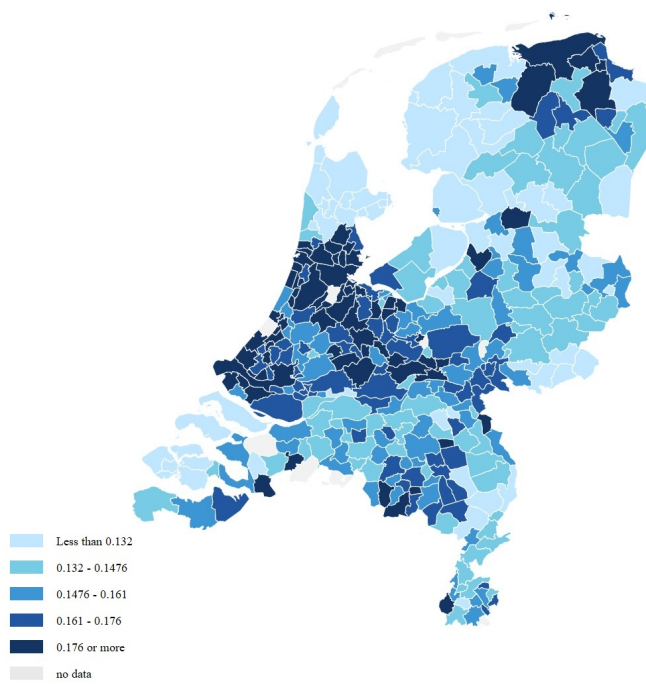 Less than 0.132
0.132 - 0.1476
0.1476 - 0.161
0.161 - 0.176
0.176 or more
no data